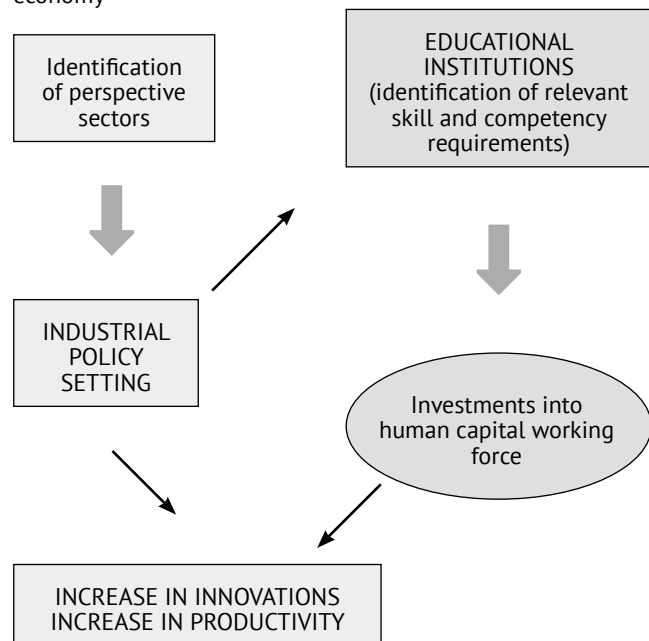 economy
Identification
of perspective
sectors
EDUCATIONAL
INSTITUTIONS
(identification of relevant
skill and competency
requirements)
INDUSTRIAL
POLICY
SETTING
Investments into
human capital working
force
INCREASE IN INNOVATIONS
INCREASE IN PRODUCTIVITY